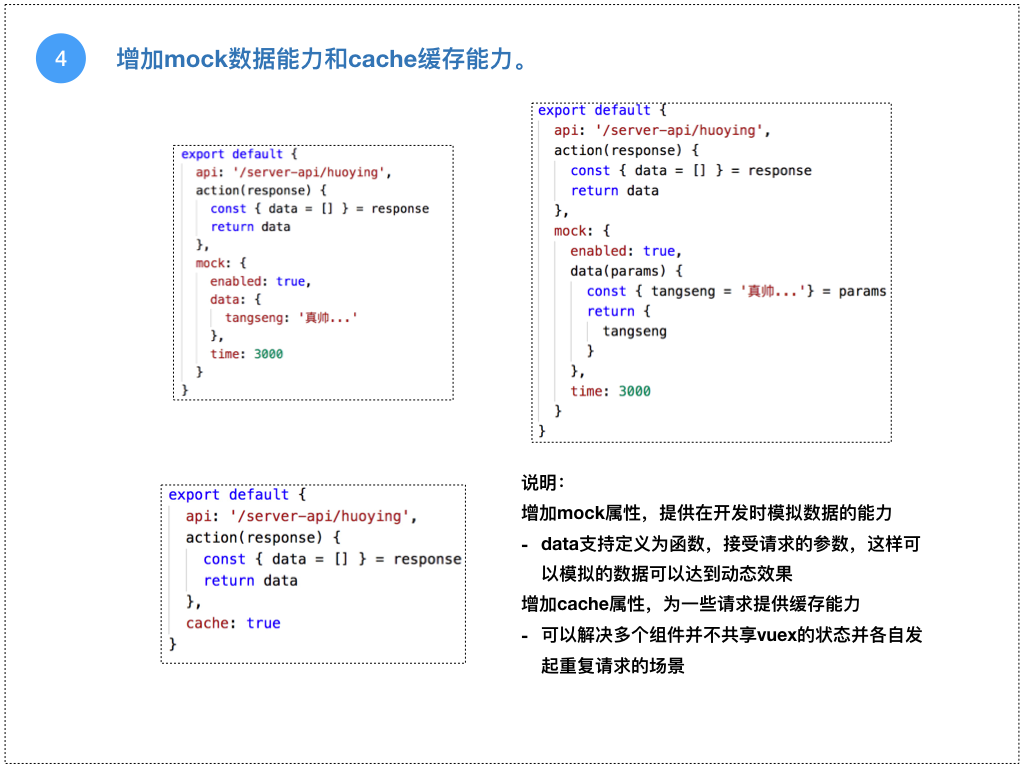 4
增加mock数据能力和cache缓存能力。
export default {
  api: '/server-api/huoying',
  action(response) {
    const { data = [] } = response
    return data
  },
  mock: {
    enabled: true,
    data: {
      tangseng: '真帅...'
    },
    time: 3000
  }
}
export default {
  api: '/server-api/huoying',
  action(response) {
    const { data = [] } = response
    return data
  },
  mock: {
    enabled: true,
    data(params) {
      const { tangseng = '真帅...'} = params
      return {
        tangseng
      }
    },
    time: 3000
  }
}
export default {
  api: '/server-api/huoying',
  action(response) {
    const { data = [] } = response
    return data
  },
  cache: true
}
说明：
增加mock属性，提供在开发时模拟数据的能力
- data支持定义为函数，接受请求的参数，这样可
以模拟的数据可以达到动态效果
增加cache属性，为一些请求提供缓存能力
- 可以解决多个组件并不共享vuex的状态并各自发
起重复请求的场景